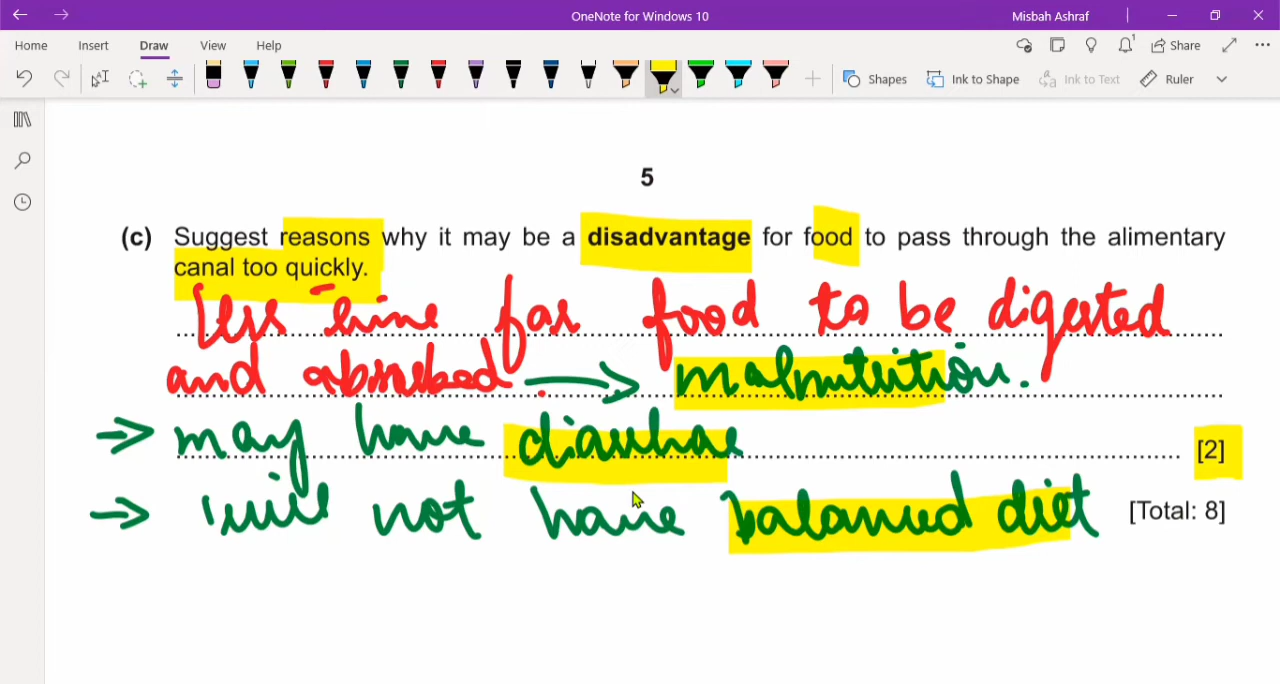 OneNote for Windows 10
Misbah Ashraf
Home Insert Draw View Help
Share
Shapes Ink to Shape Ink to Text Ruler
5
(c) Suggest reasons why it may be a disadvantage for food to pass through the alimentary
canal too quickly.
Less time for food to be digested
and absorbed → malnutrition.
→ may have diarrhae
[2]
→ will not have balanced diet
[Total: 8]